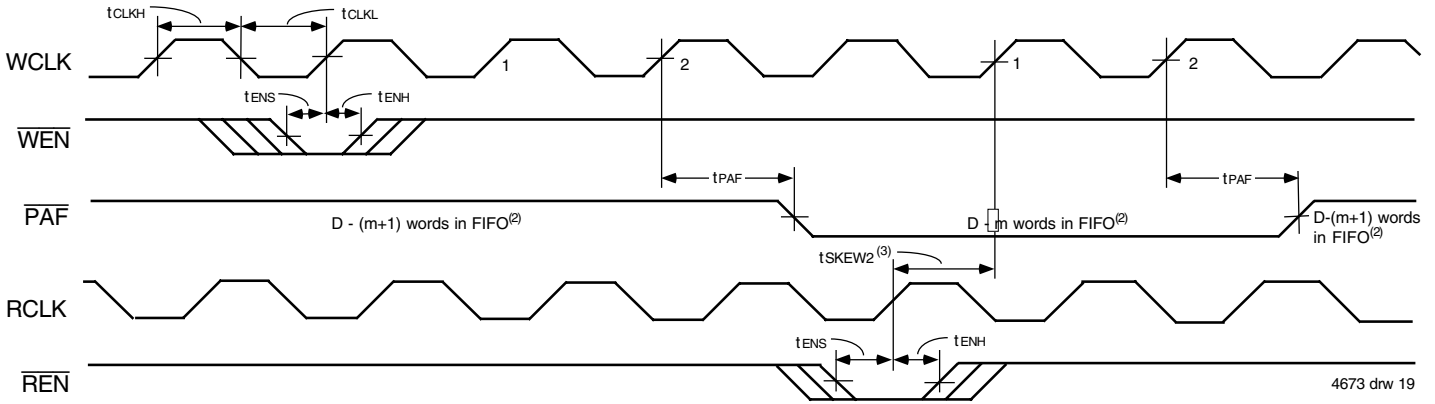 tCLKH tCLKL
WCLK 1 2 1 2
tENS tENH
WEN
tPAF tPAF
PAF D - (m+1) words in FIFO(2) D - m words in FIFO(2) D-(m+1) words
in FIFO(2)
tSKEW2 (3)
RCLK
tENS tENH
REN
4673 drw 19